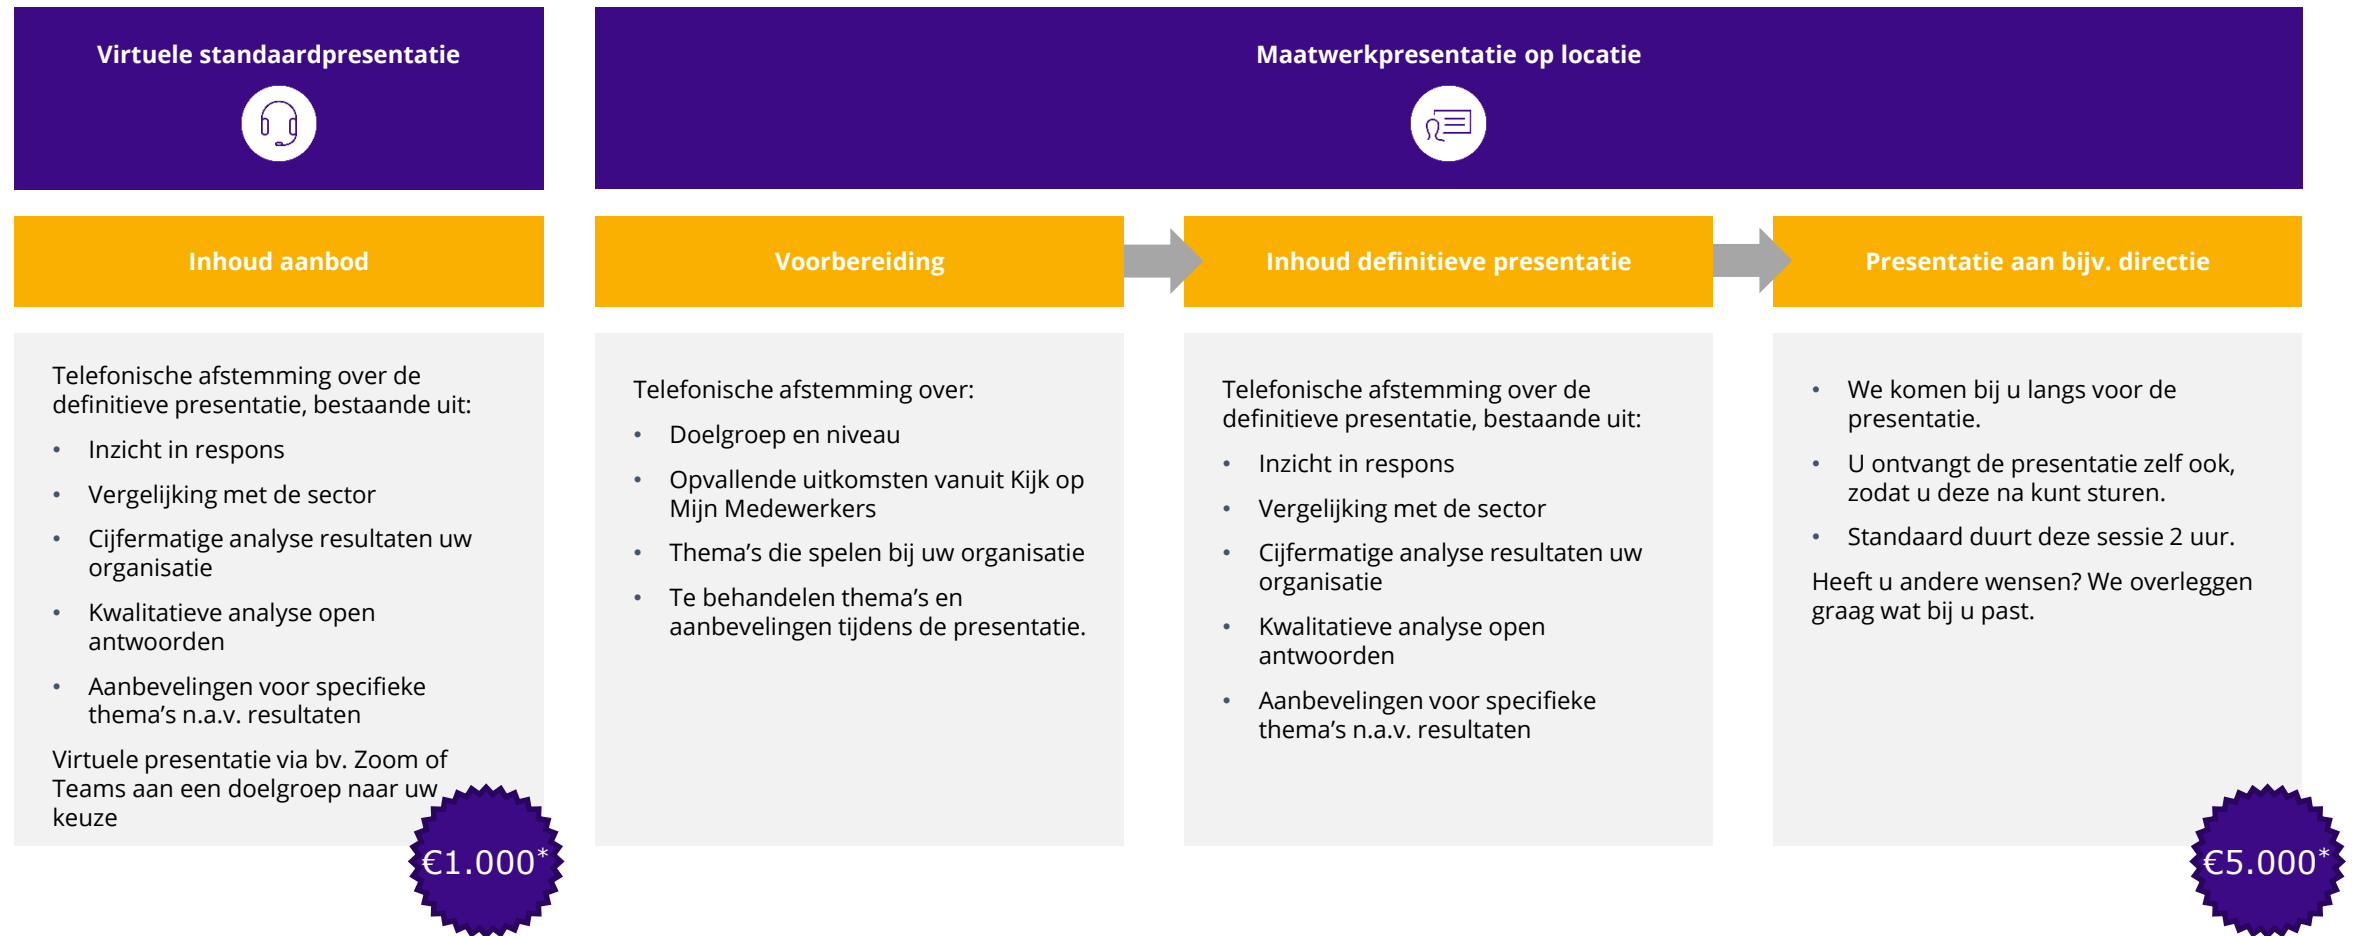 Virtuele standaardpresentatie
Maatwerkpresentatie op locatie
Inhoud aanbod
Voorbereiding
Inhoud definitieve presentatie
Presentatie aan bijv. directie
Telefonische afstemming over de
definitieve presentatie, bestaande uit:
• Inzicht in respons
• Vergelijking met de sector
• Cijfermatige analyse resultaten uw
organisatie
• Kwalitatieve analyse open
antwoorden
• Aanbevelingen voor specifieke
thema's n.a.v. resultaten
Virtuele presentatie via bv. Zoom of
Teams aan een doelgroep naar uw
keuze
€1.000*
Telefonische afstemming over:
• Doelgroep en niveau
• Opvallende uitkomsten vanuit Kijk op
Mijn Medewerkers
• Thema's die spelen bij uw organisatie
• Te behandelen thema's en
aanbevelingen tijdens de presentatie.
Telefonische afstemming over de
definitieve presentatie, bestaande uit:
• Inzicht in respons
• Vergelijking met de sector
• Cijfermatige analyse resultaten uw
organisatie
• Kwalitatieve analyse open
antwoorden
• Aanbevelingen voor specifieke
thema's n.a.v. resultaten
• We komen bij u langs voor de
presentatie.
• U ontvangt de presentatie zelf ook,
zodat u deze na kunt sturen.
• Standaard duurt deze sessie 2 uur.
Heeft u andere wensen? We overleggen
graag wat bij u past.
€5.000*